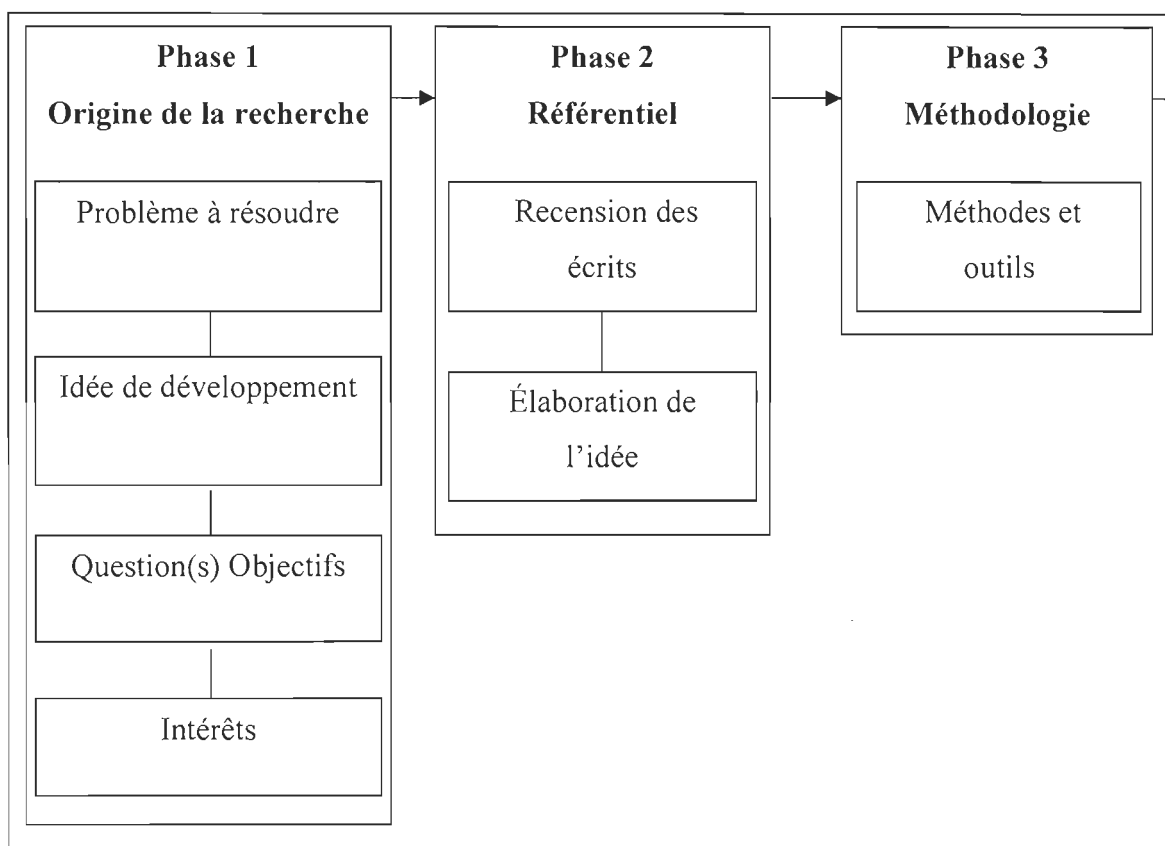 Phase 1
Origine de la recherche
Problème à résoudre
Idée de développement
Question(s) Objectifs
Intérêts
Phase 2
Référentiel
Recension des
écrits
Élaboration de
l’idée
Phase 3
Méthodologie
Méthodes et
outils